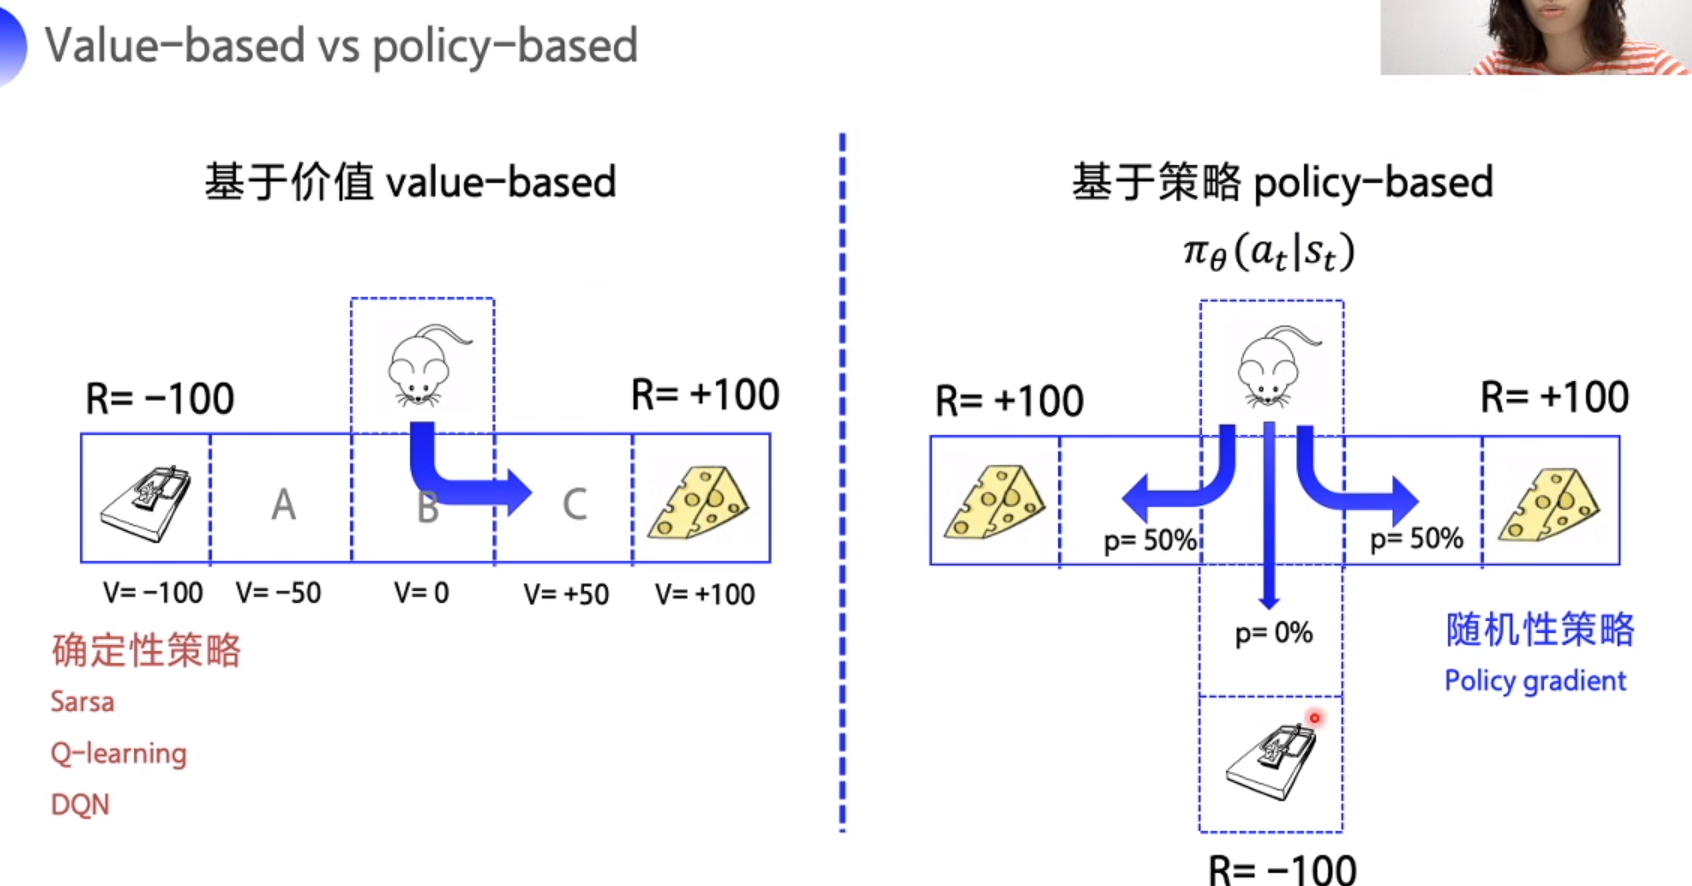 Value-based vs policy-based
基于价值 value-based
R= -100
R= +100
A
B
C
V= -100
V= -50
V= 0
V= +50
V= +100
确定性策略
Sarsa
Q-learning
DQN
基于策略 policy-based
π_θ(a_t|s_t)
R= +100
R= +100
p= 50%
p= 50%
p= 0%
随机性策略
Policy gradient
R= -100